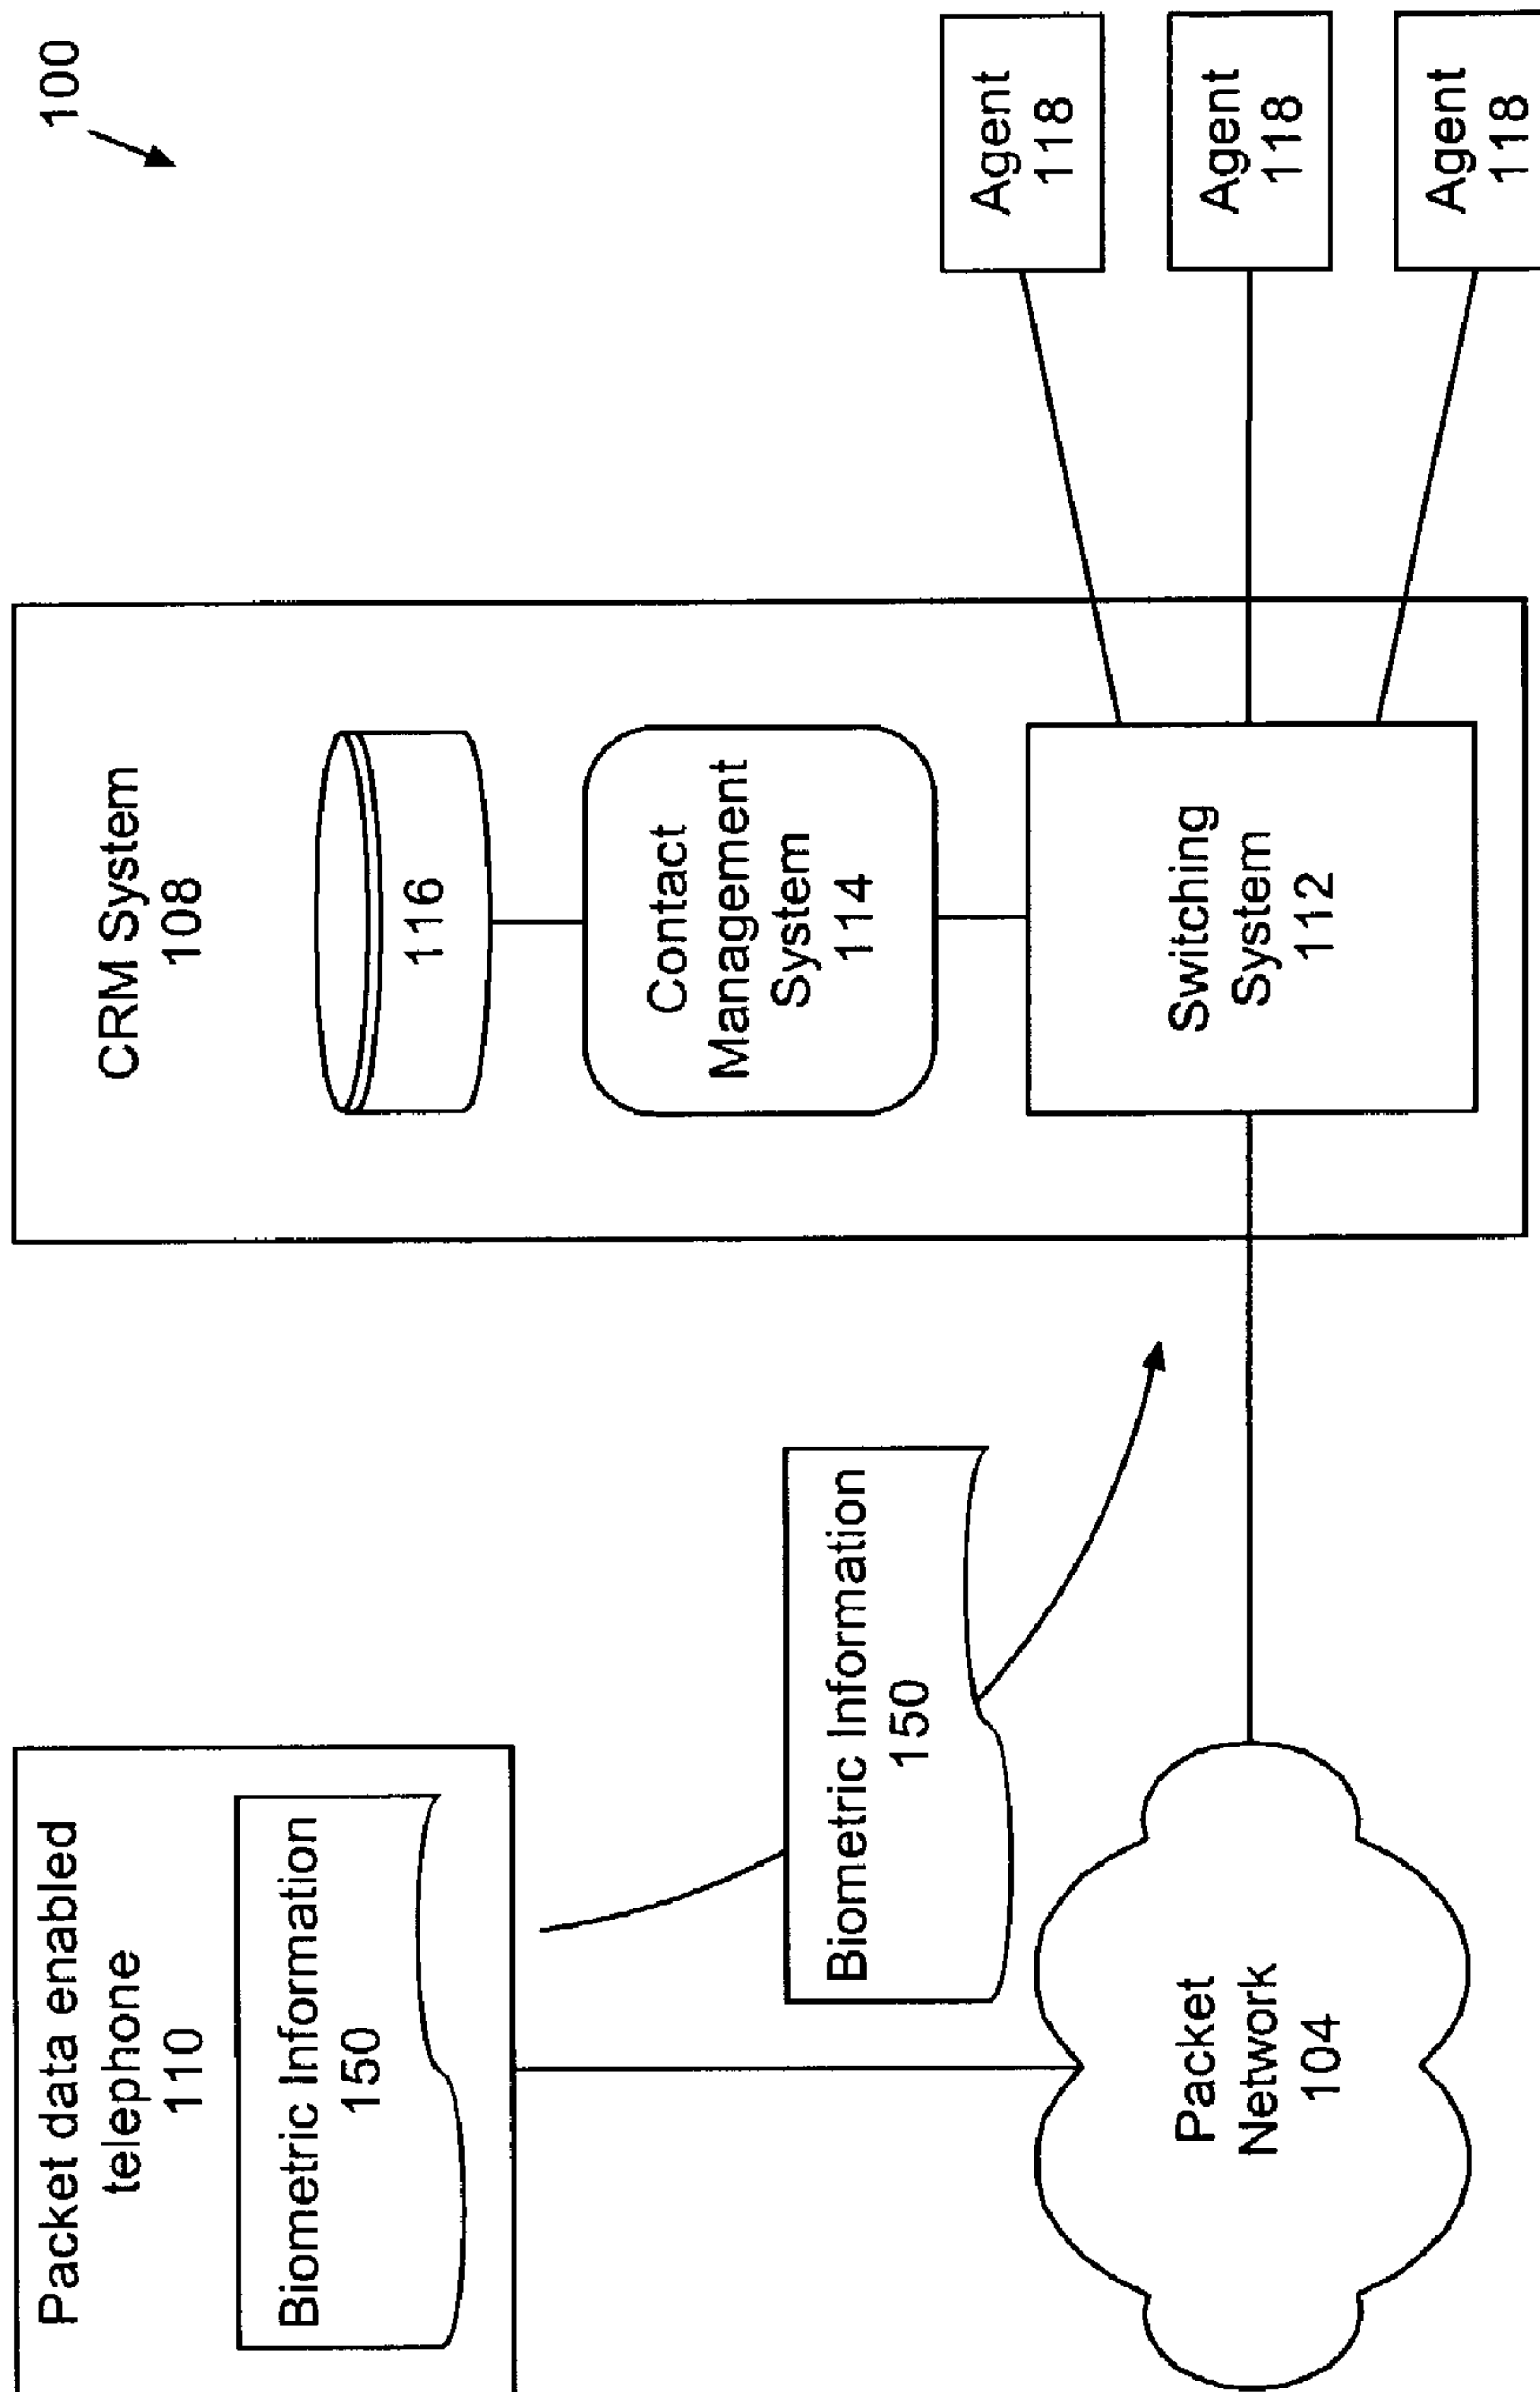 100
Packet data enabled
telephone
110
Biometric Information
150
Biometric Information
150
Packet
Network
104
CRM System
108
116
Contact
Management
System
114
Switching
System
112
Agent
118
Agent
118
Agent
118